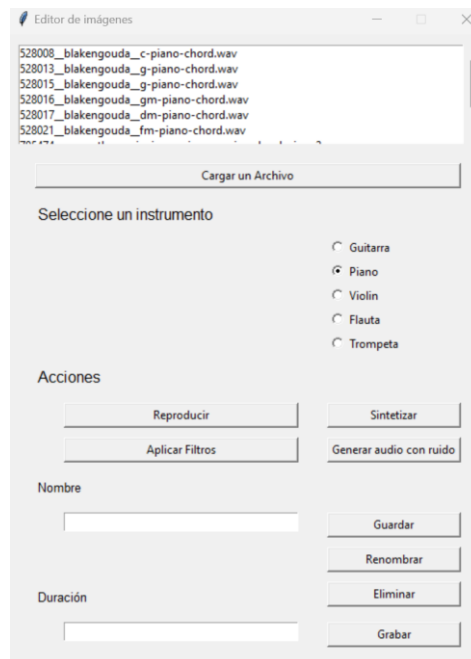 Editor de imágenes
528008__blakengouda__c-piano-chord.wav
528013__blakengouda__g-piano-chord.wav
528015__blakengouda__g-piano-chord.wav
528016__blakengouda__gm-piano-chord.wav
528017__blakengouda__dm-piano-chord.wav
528021__blakengouda__fm-piano-chord.wav
Cargar un Archivo
Seleccione un instrumento
Guitarra
Piano
Violin
Flauta
Trompeta
Acciones
Reproducir Sintetizar
Aplicar Filtros Generar audio con ruido
Nombre
Guardar
Renombrar
Duración Eliminar
Grabar